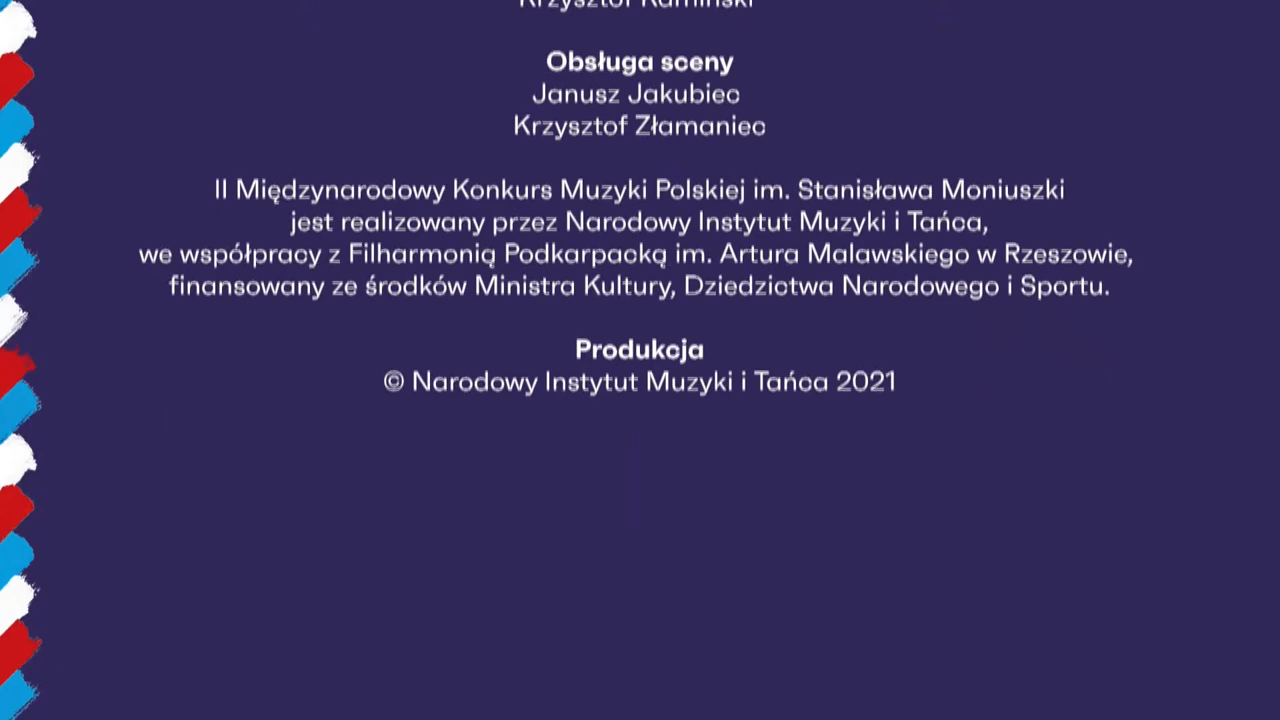 Krzysztof Kamiński
Obsługa sceny
Janusz Jakubiec
Krzysztof Złamaniec
II Międzynarodowy Konkurs Muzyki Polskiej im. Stanisława Moniuszki
jest realizowany przez Narodowy Instytut Muzyki i Tańca,
we współpracy z Filharmonią Podkarpacką im. Artura Malawskiego w Rzeszowie,
finansowany ze środków Ministra Kultury, Dziedzictwa Narodowego i Sportu.
Produkcja
© Narodowy Instytut Muzyki i Tańca 2021